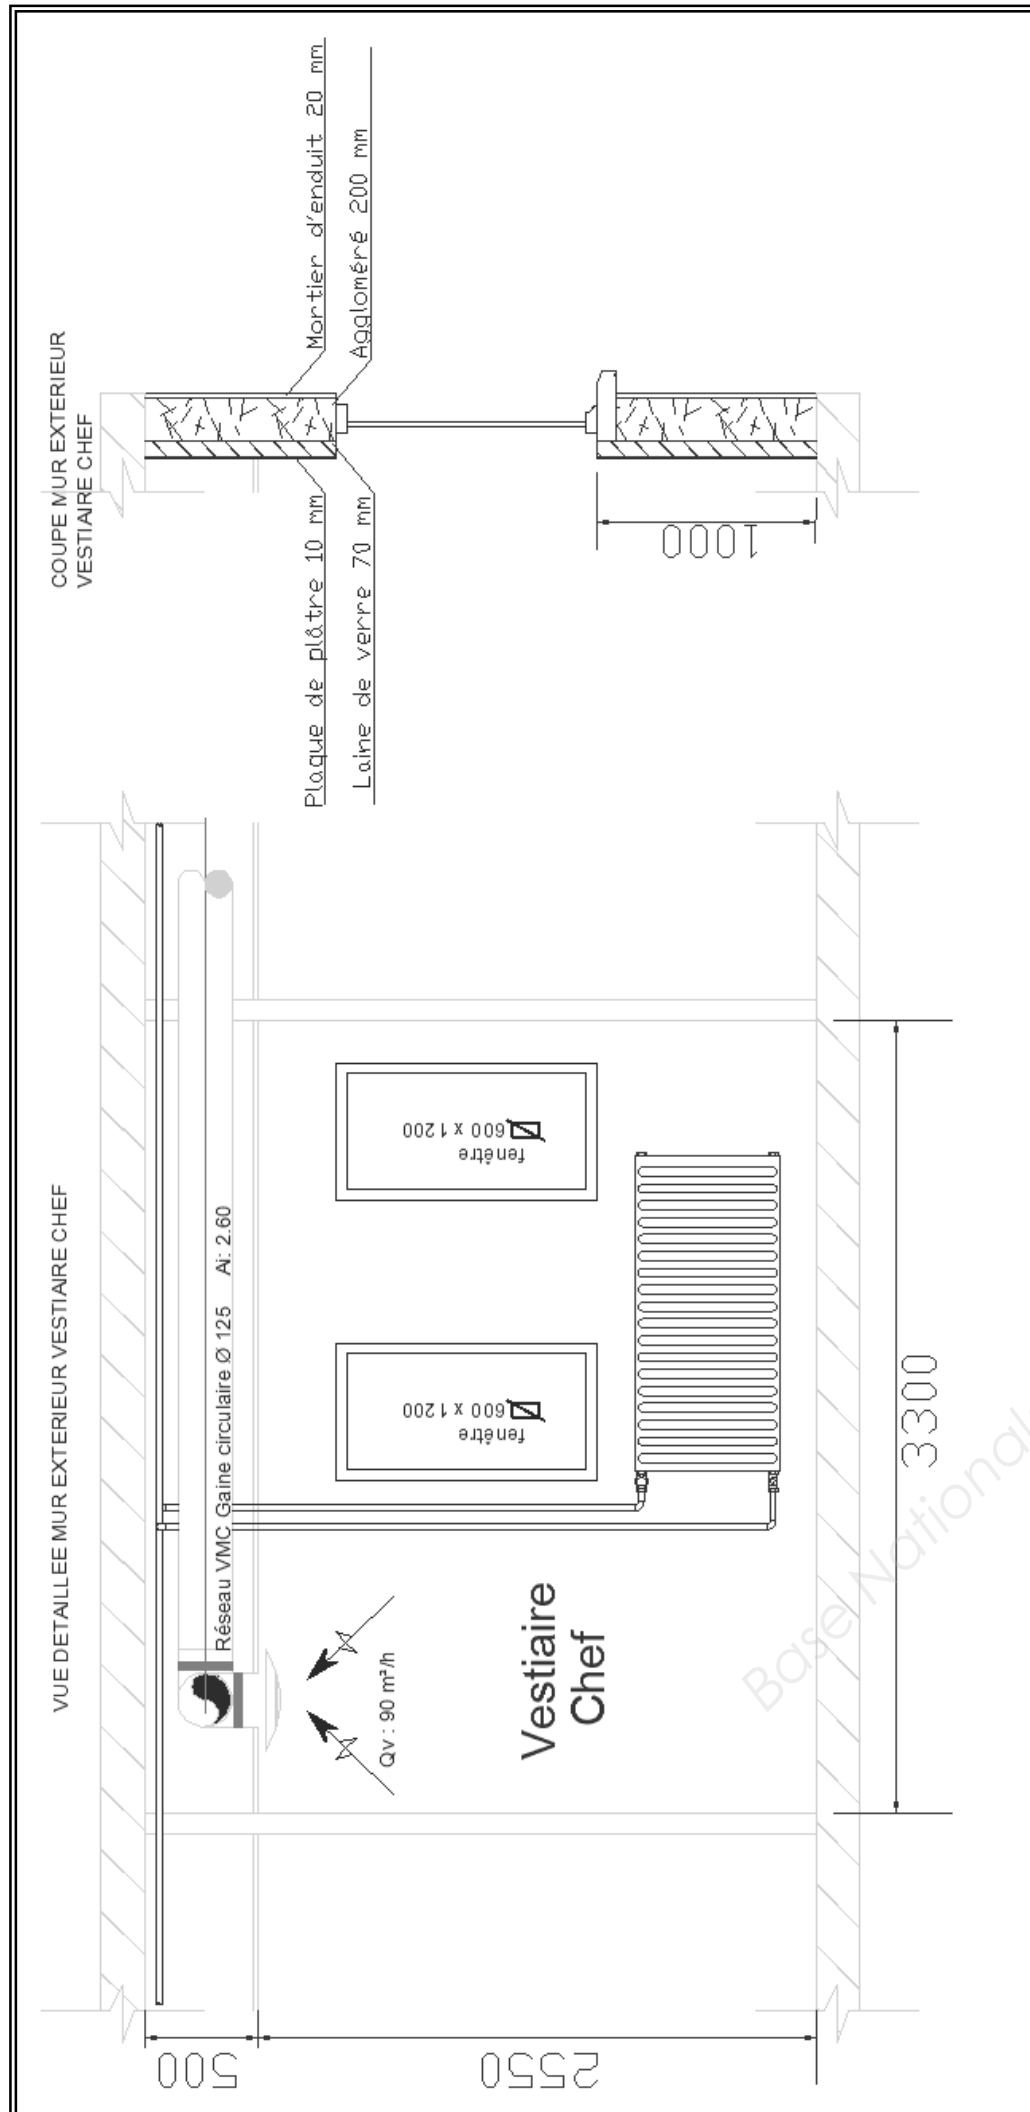 COUPE MUR EXTERIEUR
VESTIAIRE CHEF
Mortier d'enduit 20 mm
Aggloméré 200 mm
Plaque de plâtre 10 mm
Laine de verre 70 mm
1000
VUE DETAILLEE MUR EXTERIEUR VESTIAIRE CHEF
Réseau VMC Gaine circulaire Ø 125 Ai: 2.60
fenêtre
600 x 1200
fenêtre
600 x 1200
Qv : 90 m³/h
Vestiaire
Chef
3300
500
2550
Base Nationale